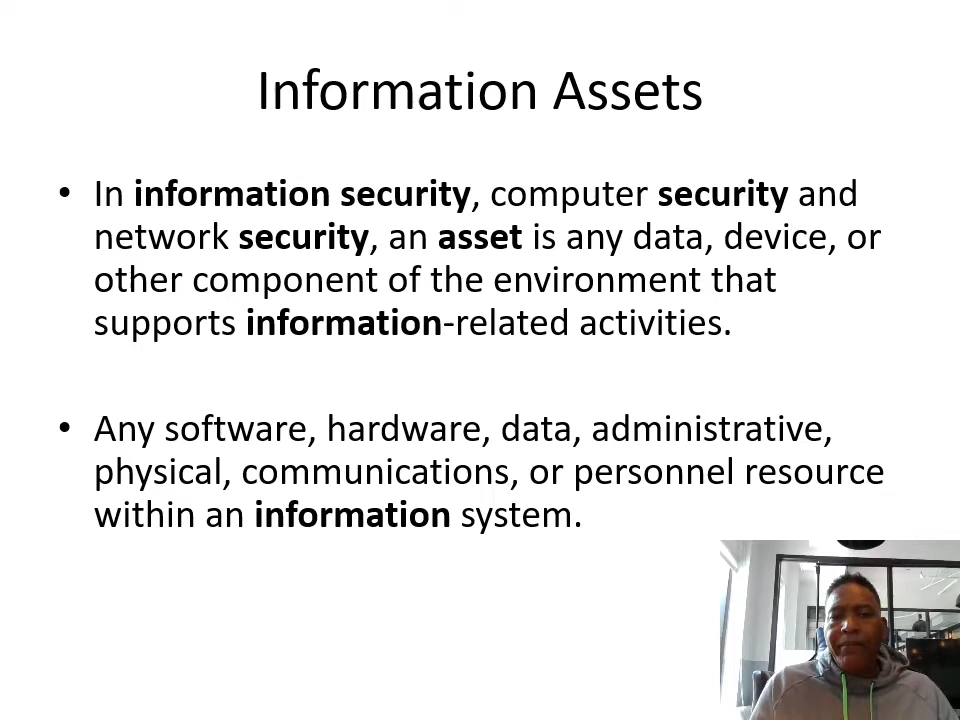 Information Assets
• In information security, computer security and
network security, an asset is any data, device, or
other component of the environment that
supports information-related activities.
• Any software, hardware, data, administrative,
physical, communications, or personnel resource
within an information system.